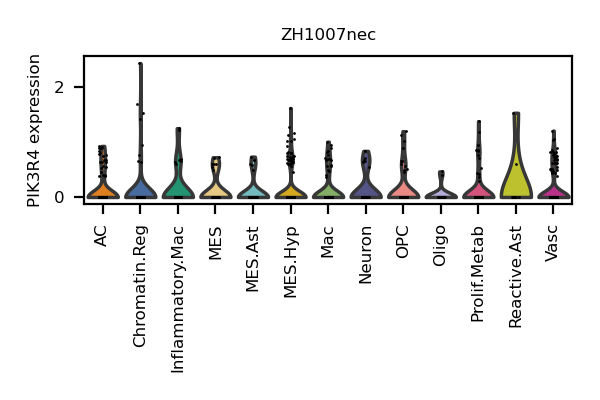 ZH1007nec
PIK3R4 expression
2
0
AC
Chromatin.Reg
Inflammatory.Mac
MES
MES.Ast
MES.Hyp
Mac
Neuron
OPC
Oligo
Prolif.Metab
Reactive.Ast
Vasc